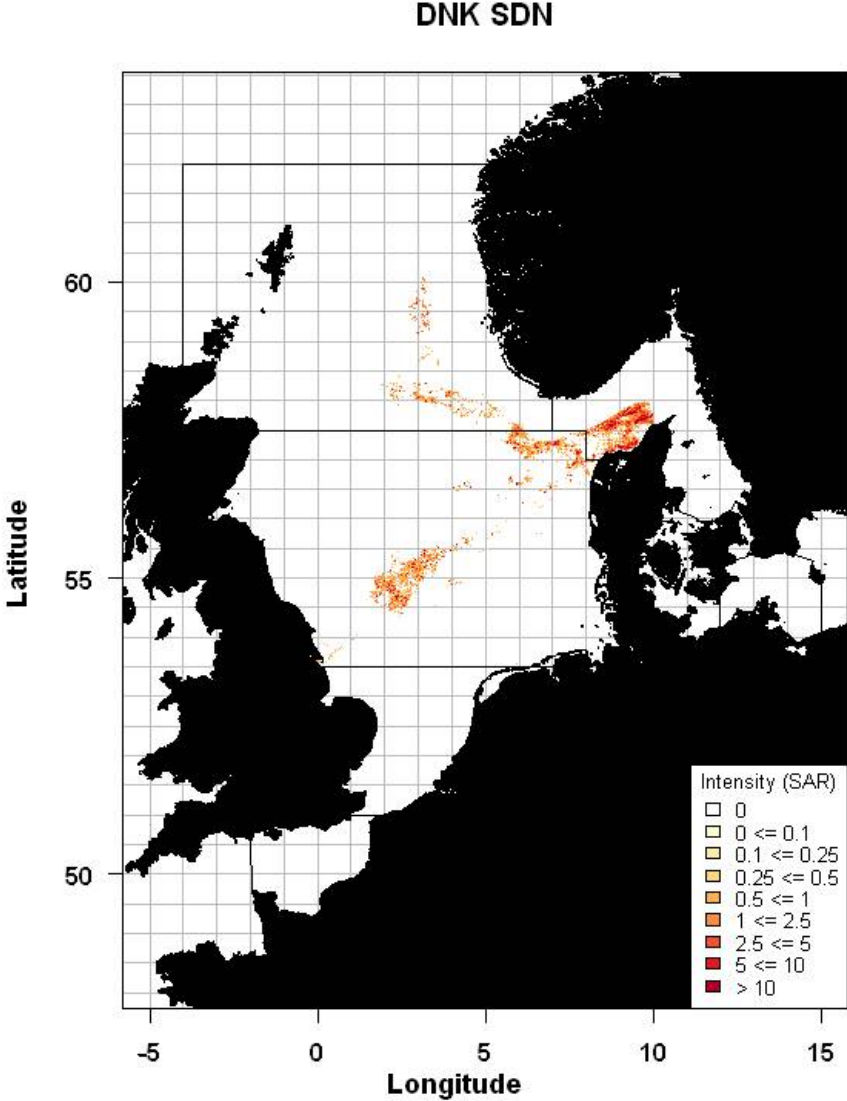 DNK SDN
60
55
50
Latitude
-5
0
5
10
15
Longitude
Intensity (SAR)
0
0 <= 0.1
0.1 <= 0.25
0.25 <= 0.5
0.5 <= 1
1 <= 2.5
2.5 <= 5
5 <= 10
> 10